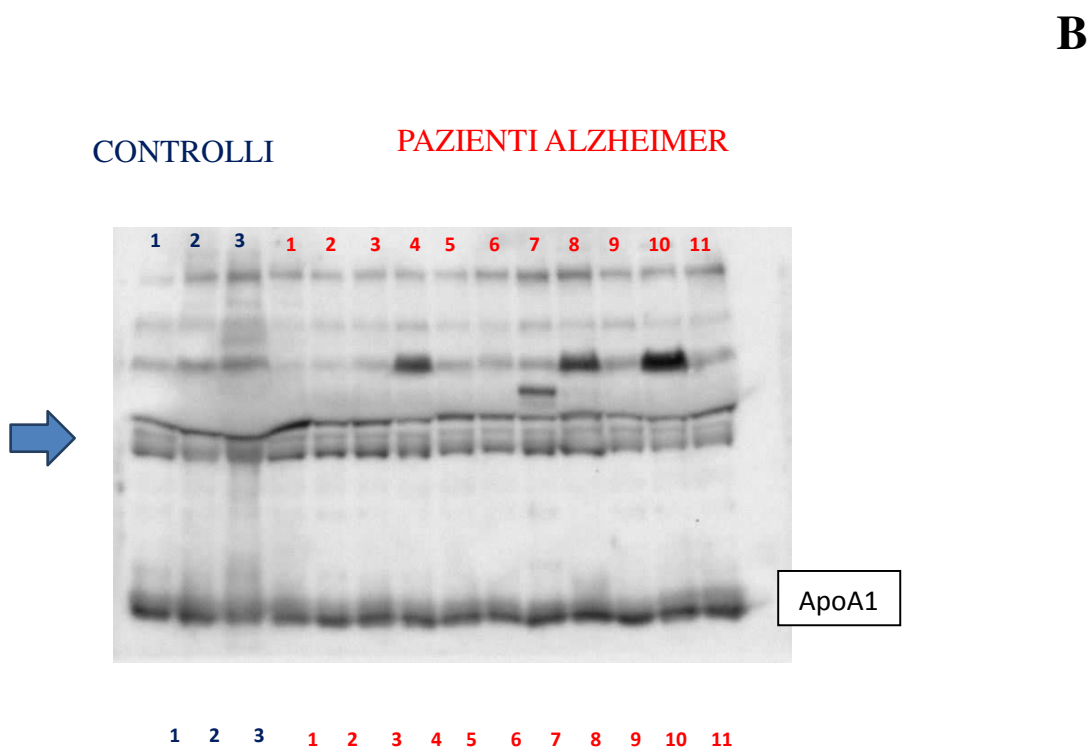 B
CONTROLLI PAZIENTI ALZHEIMER
1 2 3 1 2 3 4 5 6 7 8 9 10 11
ApoA1
1 2 3 1 2 3 4 5 6 7 8 9 10 11